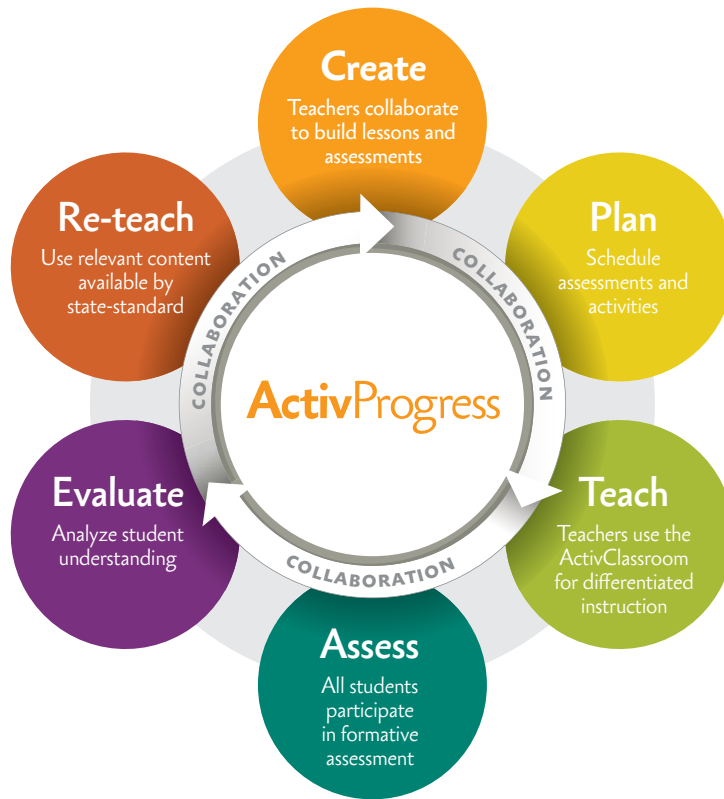 Create
Teachers collaborate
to build lessons and
assessments
Plan
Schedule
assessments and
activities
Teach
Teachers use the
ActivClassroom
for differentiated
instruction
Assess
All students
participate
in formative
assessment
Evaluate
Analyze student
understanding
Re-teach
Use relevant content
available by
state-standard
COLLABORATION
COLLABORATION
COLLABORATION
ActivProgress